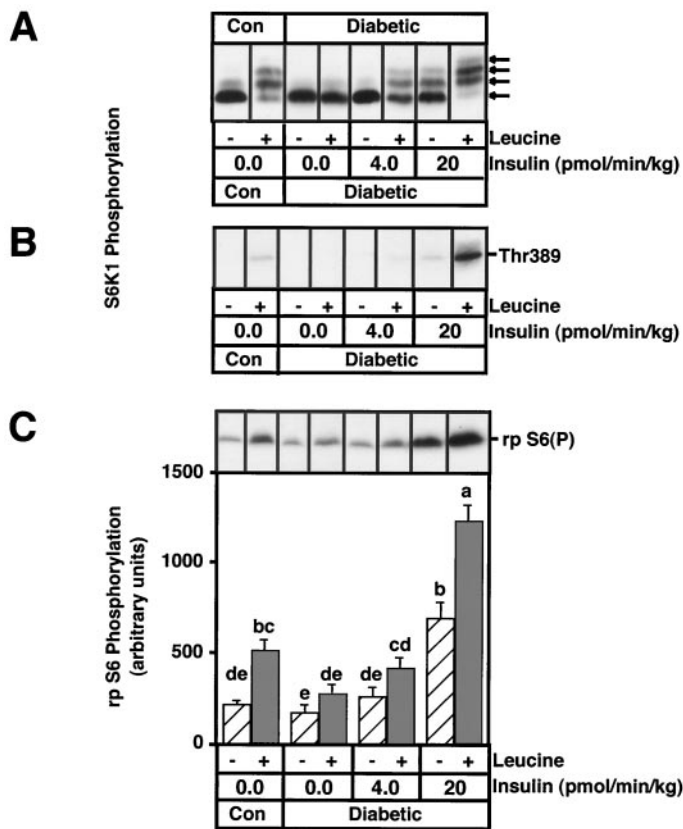 A
Con Diabetic
- + - + - + - + Leucine
0.0 0.0 4.0 20 Insulin (pmol/min/kg)
Con Diabetic
S6K1 Phosphorylation
B
Thr389
- + - + - + - + Leucine
0.0 0.0 4.0 20 Insulin (pmol/min/kg)
Con Diabetic
C
rp S6(P)
rp S6 Phosphorylation
(arbitrary units)
1500
1000
500
0
de bc e de de cd b a
- + - + - + - + Leucine
0.0 0.0 4.0 20 Insulin (pmol/min/kg)
Con Diabetic